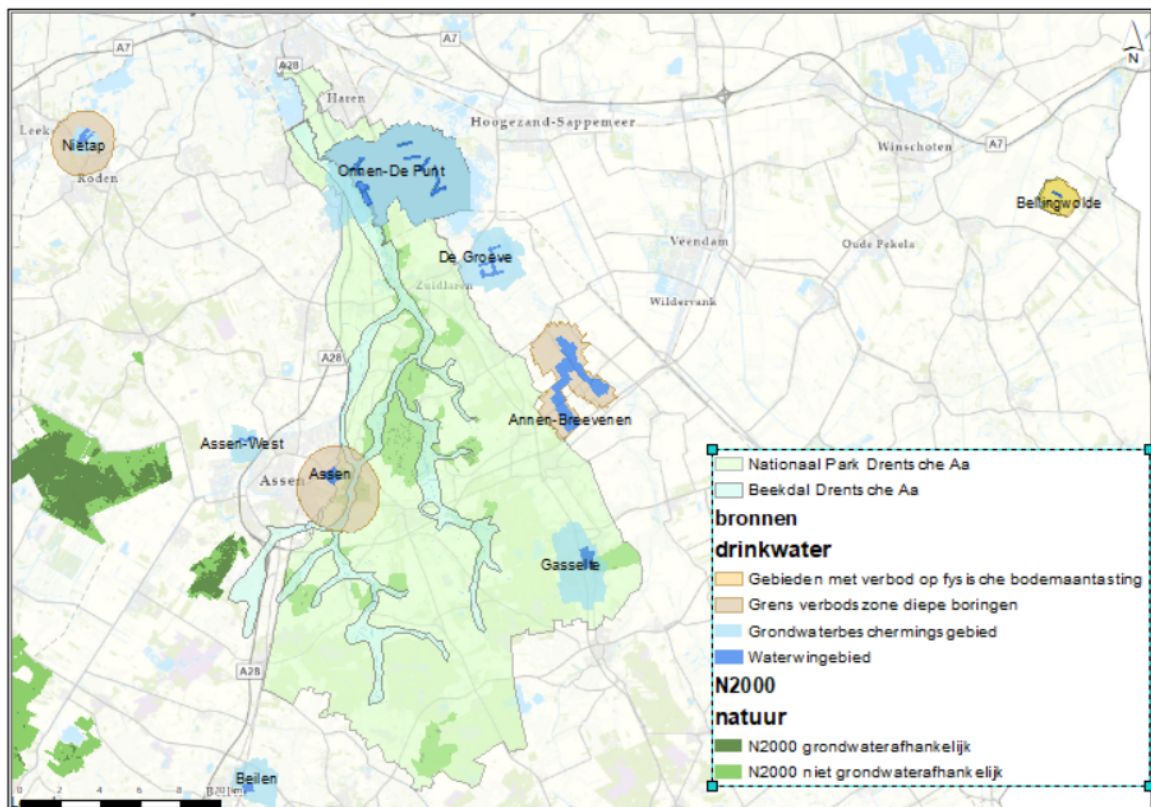 A7
A28
A7
N
Haren
Hoogezand-Sappemeer
Leek
Nietap
Roden
Onnen-De Punt
Winschoten
A7
Bellingwolde
De Groeve
Zuidlaren
Veendam
Oude Pekela
Wildervank
A28
Annen-Breevenen
Assen-West
Assen
Assen
Gasselte
A28
Beilen
0 2 4 6 8
Nationaal Park Drentsche Aa
Beekdal Drentsche Aa
bronnen
drinkwater
Gebieden met verbod op fysische bodemaantasting
Grens verbodszone diepe boringen
Grondwaterbeschermingsgebied
Waterwingebied
N2000
natuur
N2000 grondwaterafhankelijk
N2000 niet grondwaterafhankelijk